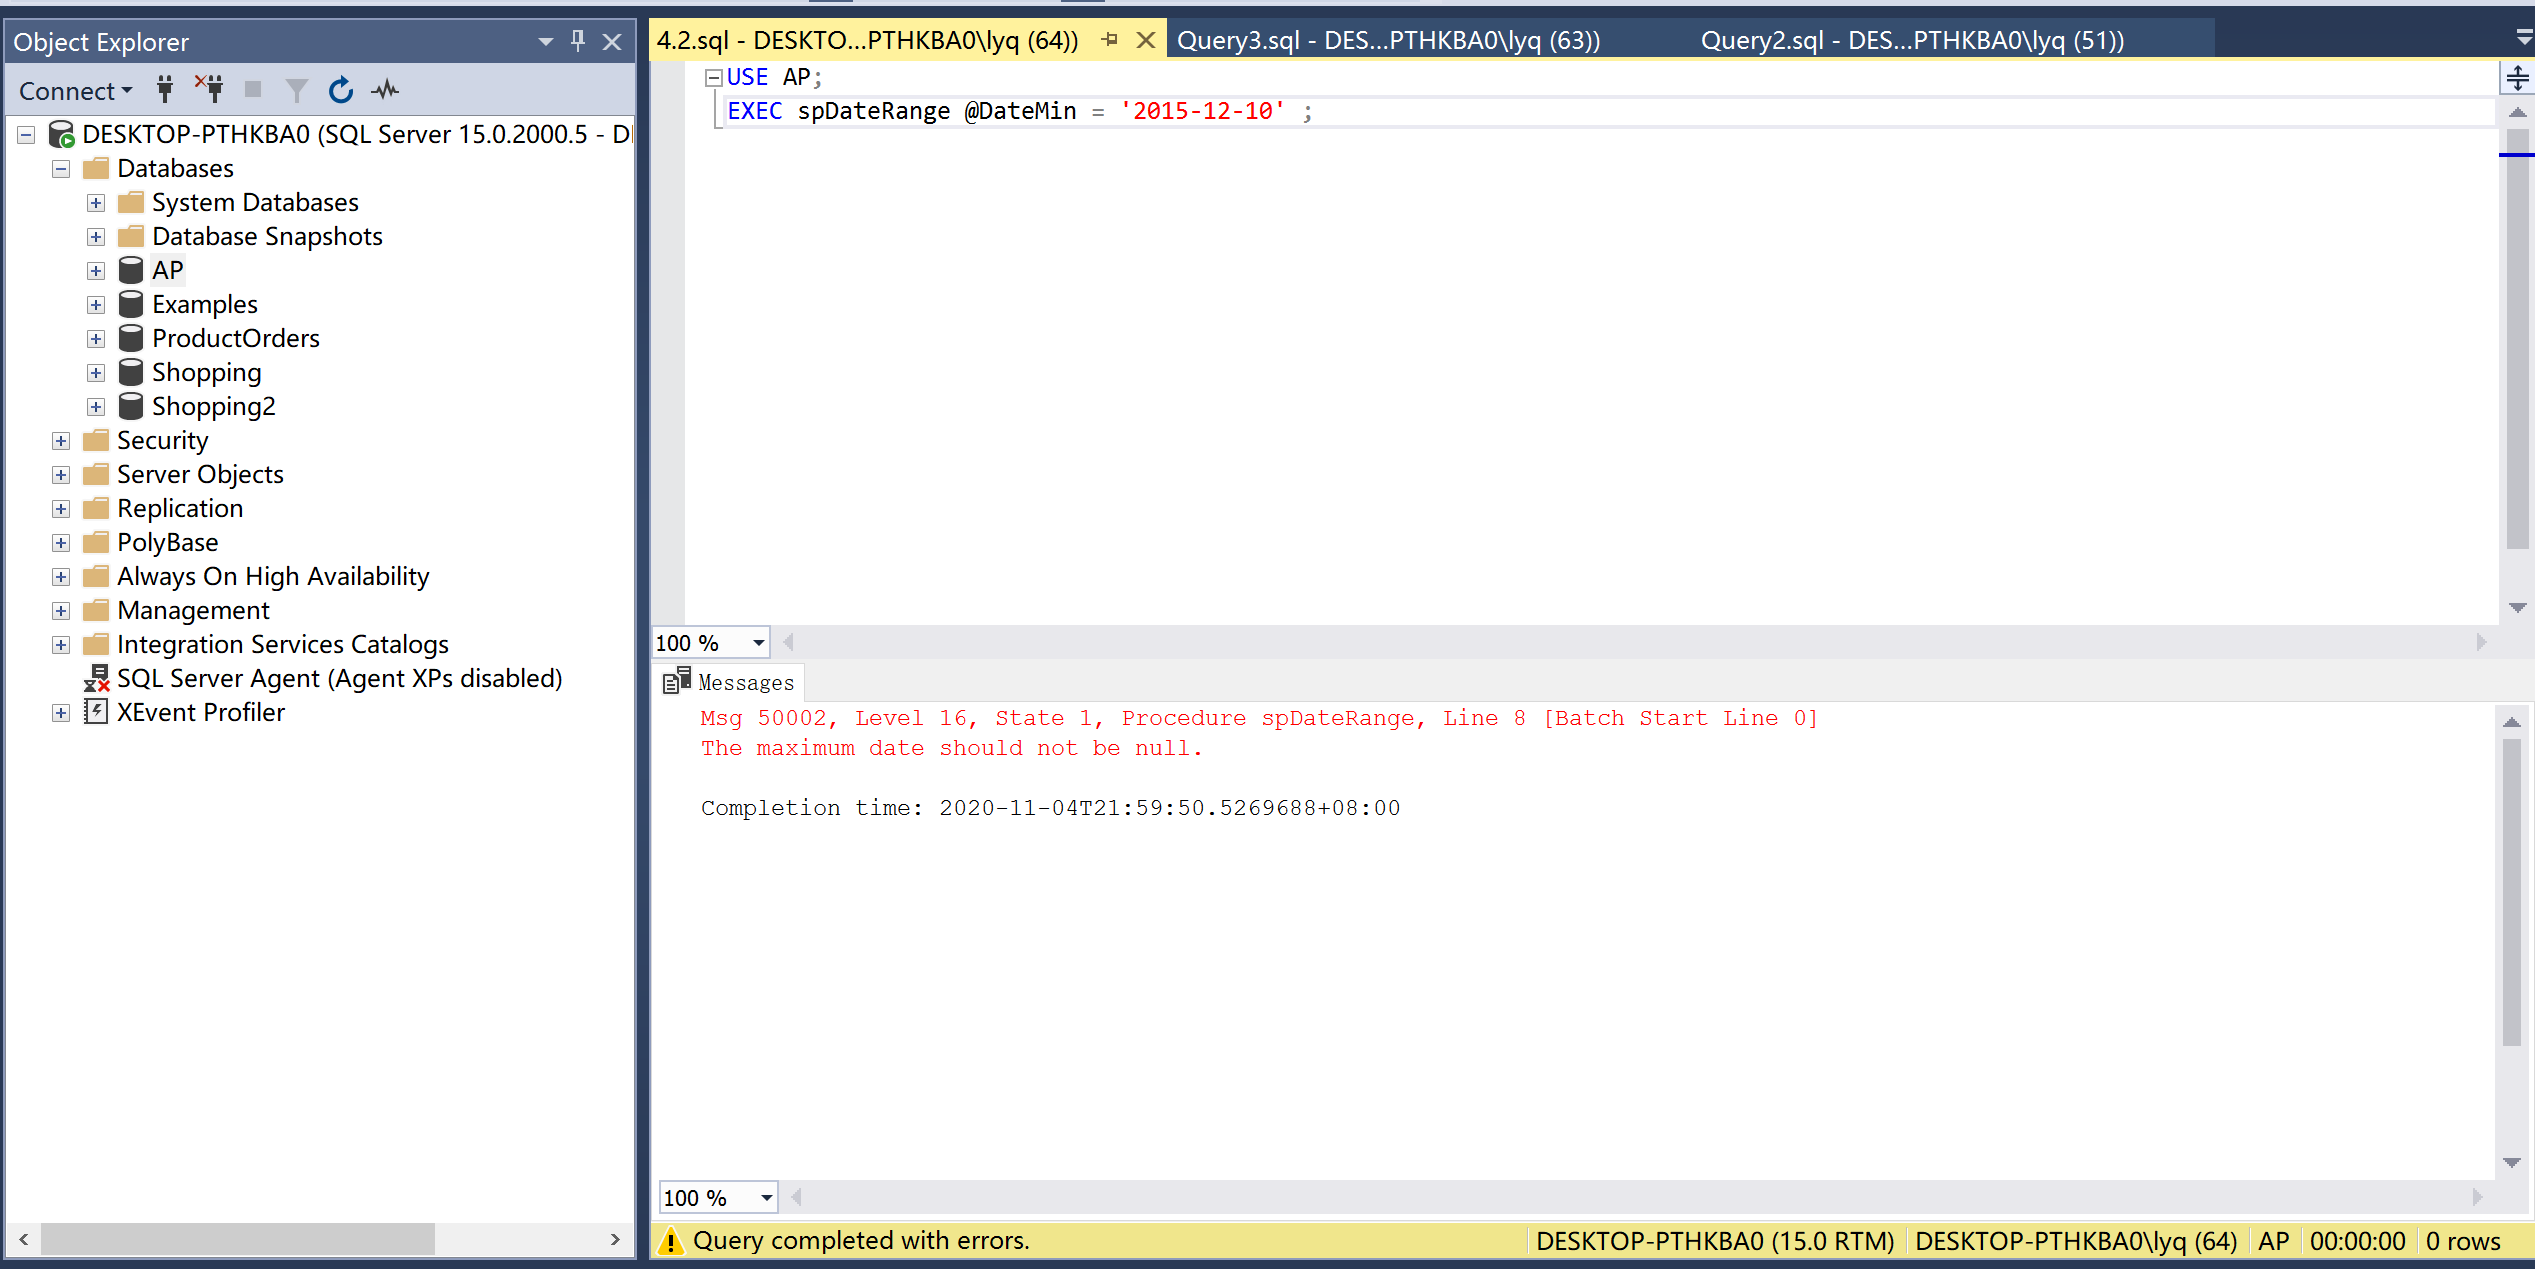 Object Explorer
Connect
DESKTOP-PTHKBA0 (SQL Server 15.0.2000.5 - DI
Databases
System Databases
Database Snapshots
AP
Examples
ProductOrders
Shopping
Shopping2
Security
Server Objects
Replication
PolyBase
Always On High Availability
Management
Integration Services Catalogs
SQL Server Agent (Agent XPs disabled)
XEvent Profiler
4.2.sql - DESKTO...PTHKBA0\lyq (64))
Query3.sql - DES...PTHKBA0\lyq (63))
Query2.sql - DES...PTHKBA0\lyq (51))
USE AP;
EXEC spDateRange @DateMin = '2015-12-10' ;
100 %
Messages
Msg 50002, Level 16, State 1, Procedure spDateRange, Line 8 [Batch Start Line 0]
The maximum date should not be null.
Completion time: 2020-11-04T21:59:50.5269688+08:00
100 %
Query completed with errors.
DESKTOP-PTHKBA0 (15.0 RTM)
DESKTOP-PTHKBA0\lyq (64)
AP
00:00:00
0 rows